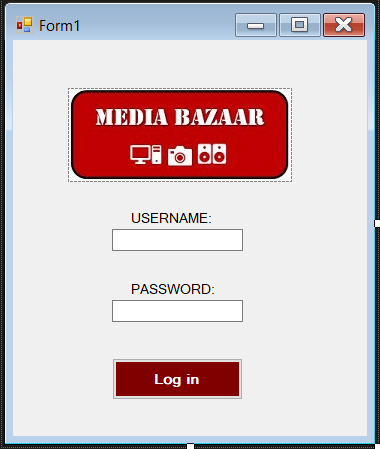 Form1
MEDIA BAZAAR
USERNAME:
PASSWORD:
Log in